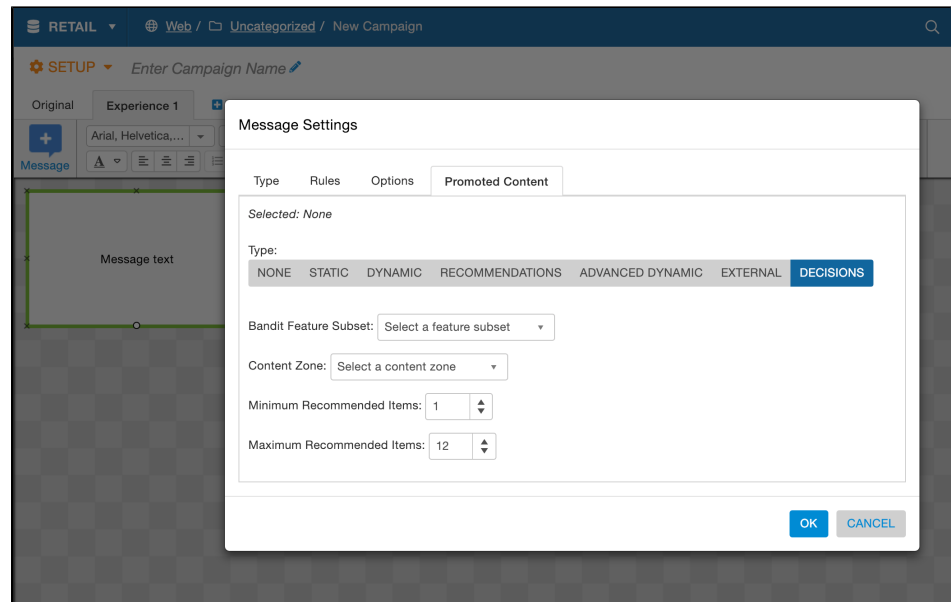 RETAIL Web / Uncategorized / New Campaign
SETUP Enter Campaign Name
Original Experience 1
Arial, Helvetica,...
Message A
Message text
Message Settings
Type Rules Options Promoted Content
Selected: None
Type:
NONE STATIC DYNAMIC RECOMMENDATIONS ADVANCED DYNAMIC EXTERNAL DECISIONS
Bandit Feature Subset: Select a feature subset
Content Zone: Select a content zone
Minimum Recommended Items: 1
Maximum Recommended Items: 12
OK CANCEL